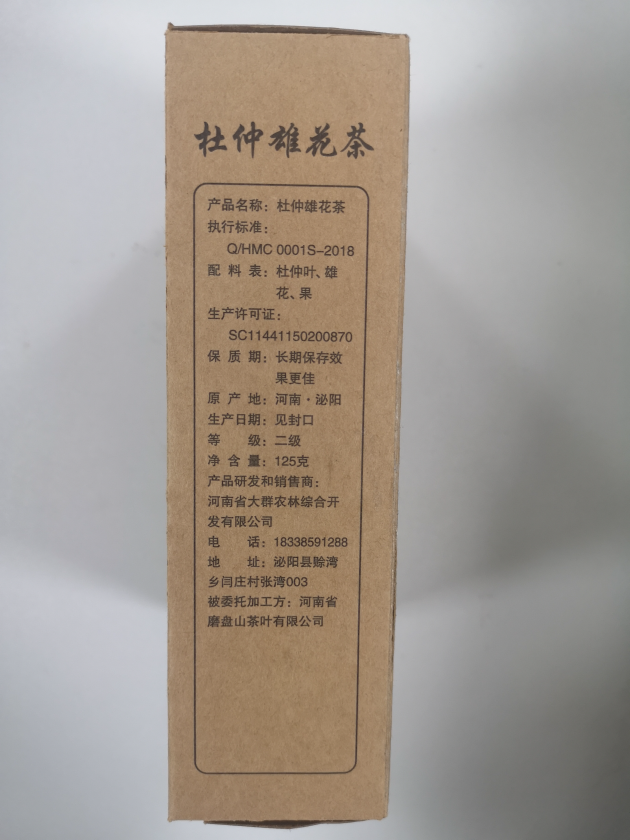 杜仲雄花茶
产品名称：杜仲雄花茶
执行标准：
Q/HMC 0001S-2018
配料表：杜仲叶、雄
花、果
生产许可证：
SC11441150200870
保质期：长期保存效
果更佳
原产地：河南·泌阳
生产日期：见封口
等级：二级
净含量：125克
产品研发和销售商：
河南省大群农林综合开
发有限公司
电话：18338591288
地址：泌阳县赊湾
乡闫庄村张湾003
被委托加工方：河南省
磨盘山茶叶有限公司